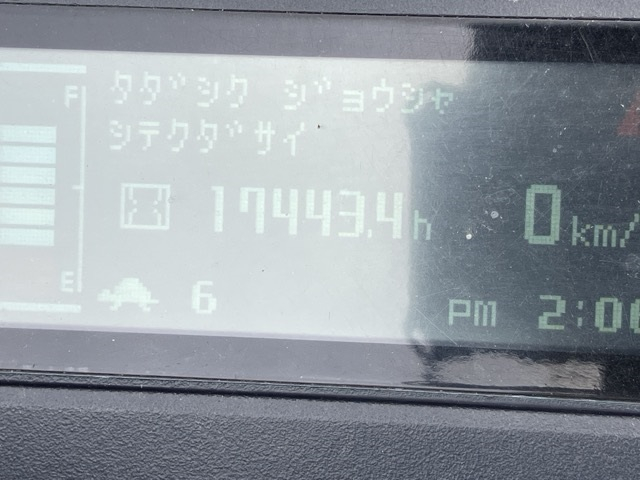 タダシク ジョウシャ
シテクダサイ
F
17443.4h
0km/
E
6
PM 2:06